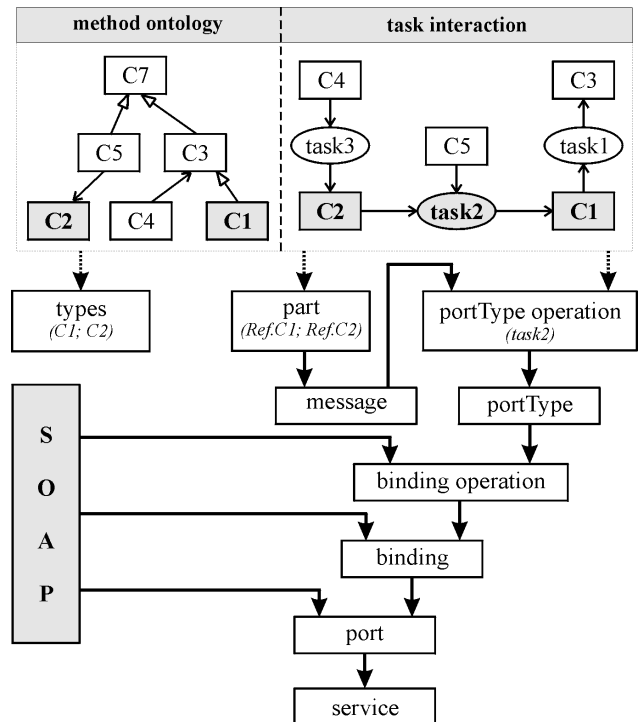 method ontology
task interaction
C7
C4
C3
C5
C3
task3
C5
task1
C2
C4
C1
C2
task2
C1
types
(C1; C2)
part
(Ref.C1; Ref.C2)
portType operation
(task2)
message
portType
S
O
A
P
binding operation
binding
port
service